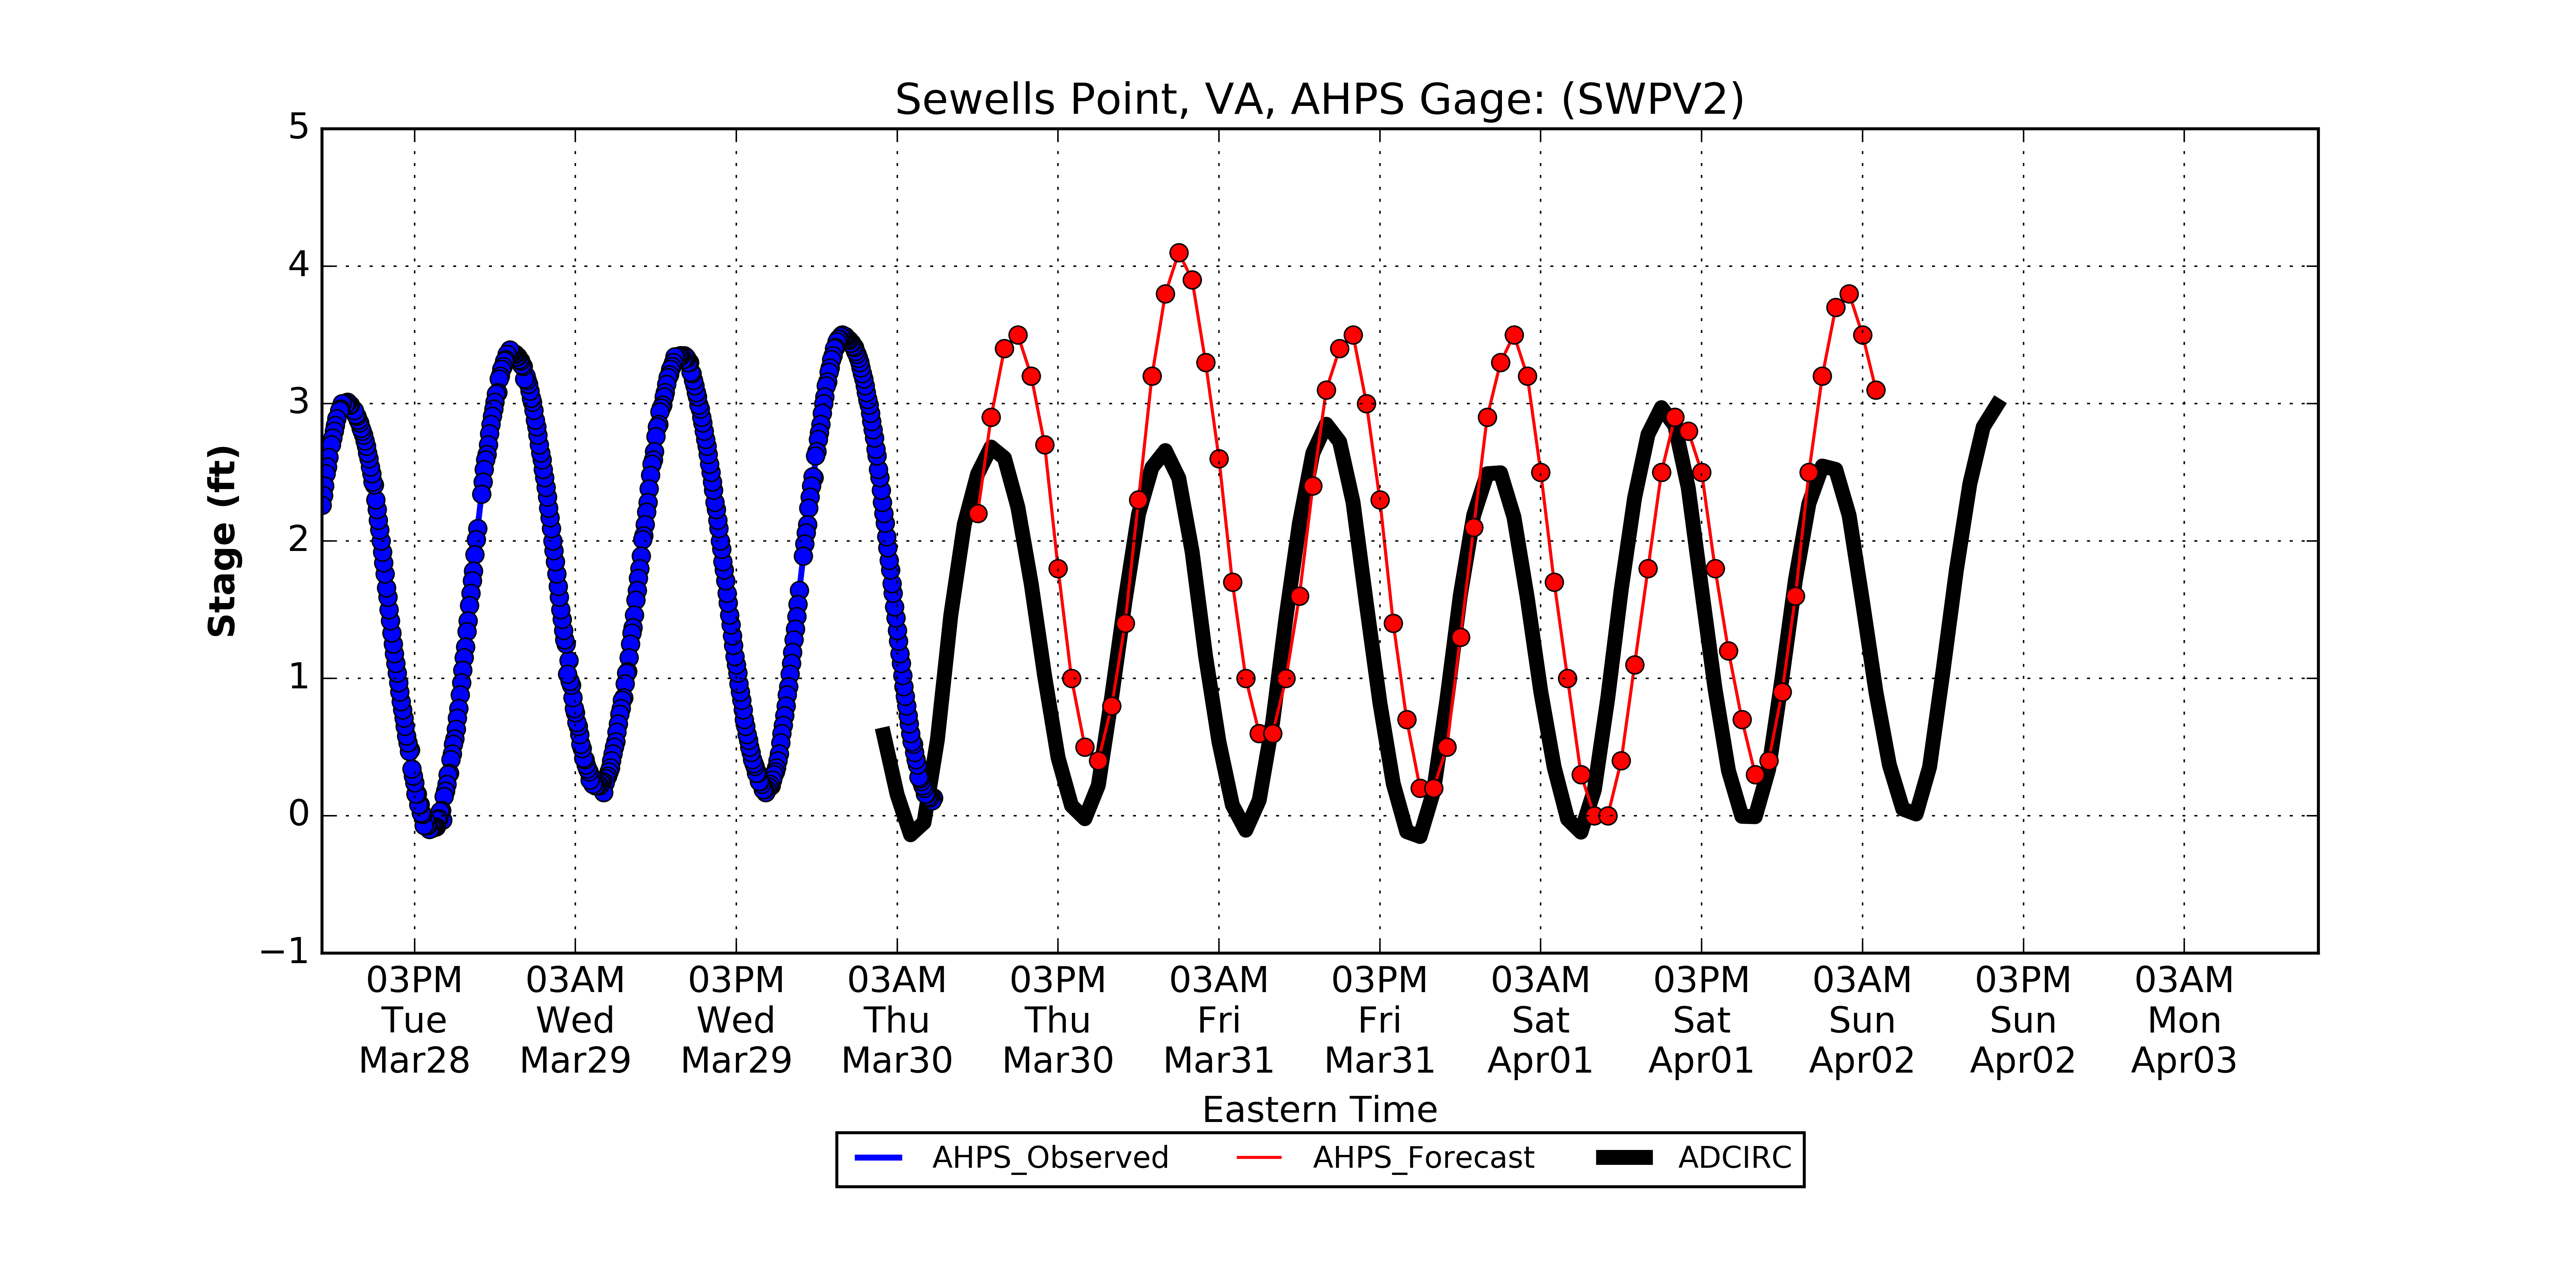 Sewells Point, VA, AHPS Gage: (SWPV2)
5
4
3
2
1
0
−1
Stage (ft)
03PM 03AM 03PM 03AM 03PM 03AM 03PM 03AM 03PM 03AM 03PM 03AM
Tue Wed Wed Thu Thu Fri Fri Sat Sat Sun Sun Mon
Mar28 Mar29 Mar29 Mar30 Mar30 Mar31 Mar31 Apr01 Apr01 Apr02 Apr02 Apr03
Eastern Time
AHPS_Observed AHPS_Forecast ADCIRC